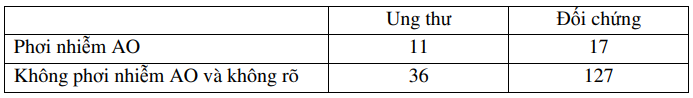 Ung thư Đối chứng
Phơi nhiễm AO 11 17
Không phơi nhiễm AO và không rõ 36 127